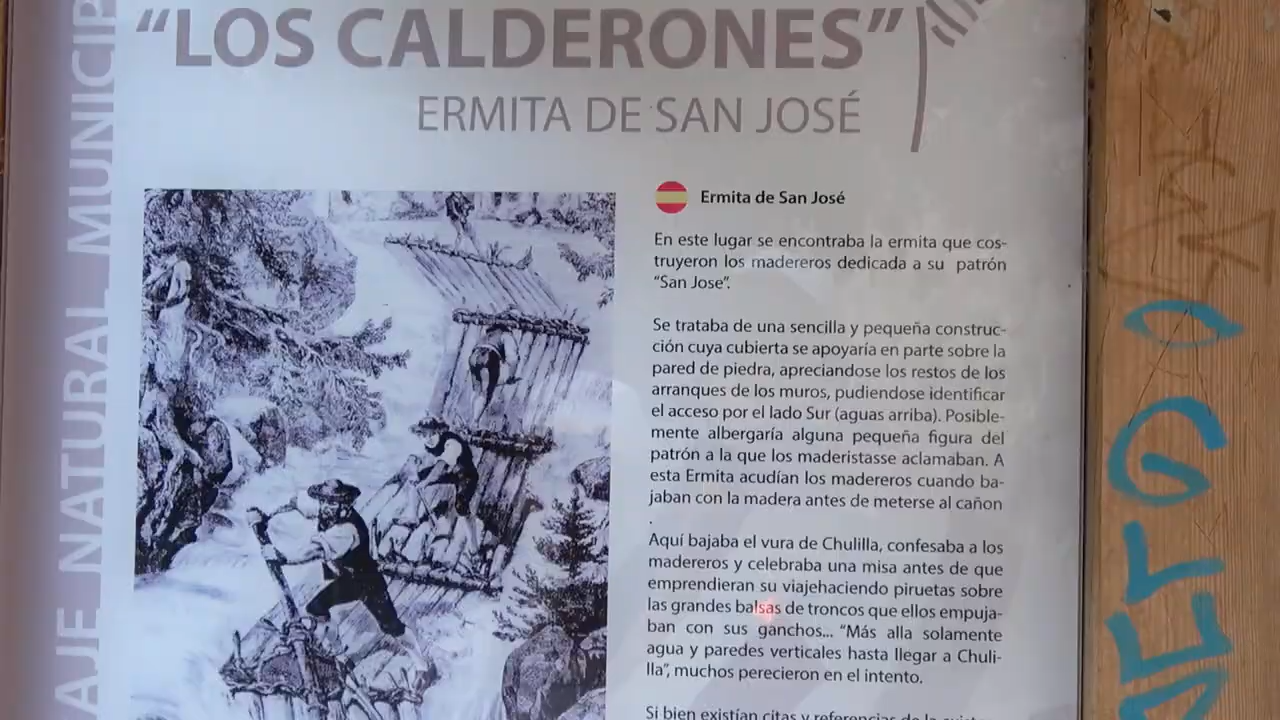 "LOS CALDERONES"
ERMITA DE SAN JOSÉ
AJE NATURAL MUNICIP
Ermita de San José
En este lugar se encontraba la ermita que cos-
truyeron los madereros dedicada a su patrón
"San Jose".
Se trataba de una sencilla y pequeña construc-
ción cuya cubierta se apoyaría en parte sobre la
pared de piedra, apreciandose los restos de los
arranques de los muros, pudiendose identificar
el acceso por el lado Sur (aguas arriba). Posible-
mente albergaría alguna pequeña figura del
patrón a la que los maderistasse aclamaban. A
esta Ermita acudían los madereros cuando ba-
jaban con la madera antes de meterse al cañon
.
Aquí bajaba el vura de Chulilla, confesaba a los
madereros y celebraba una misa antes de que
emprendieran su viajehaciendo piruetas sobre
las grandes balsas de troncos que ellos empuja-
ban con sus ganchos... "Más alla solamente
agua y paredes verticales hasta llegar a Chuli-
lla", muchos perecieron en el intento.
Si bien existían citas y referencias de la